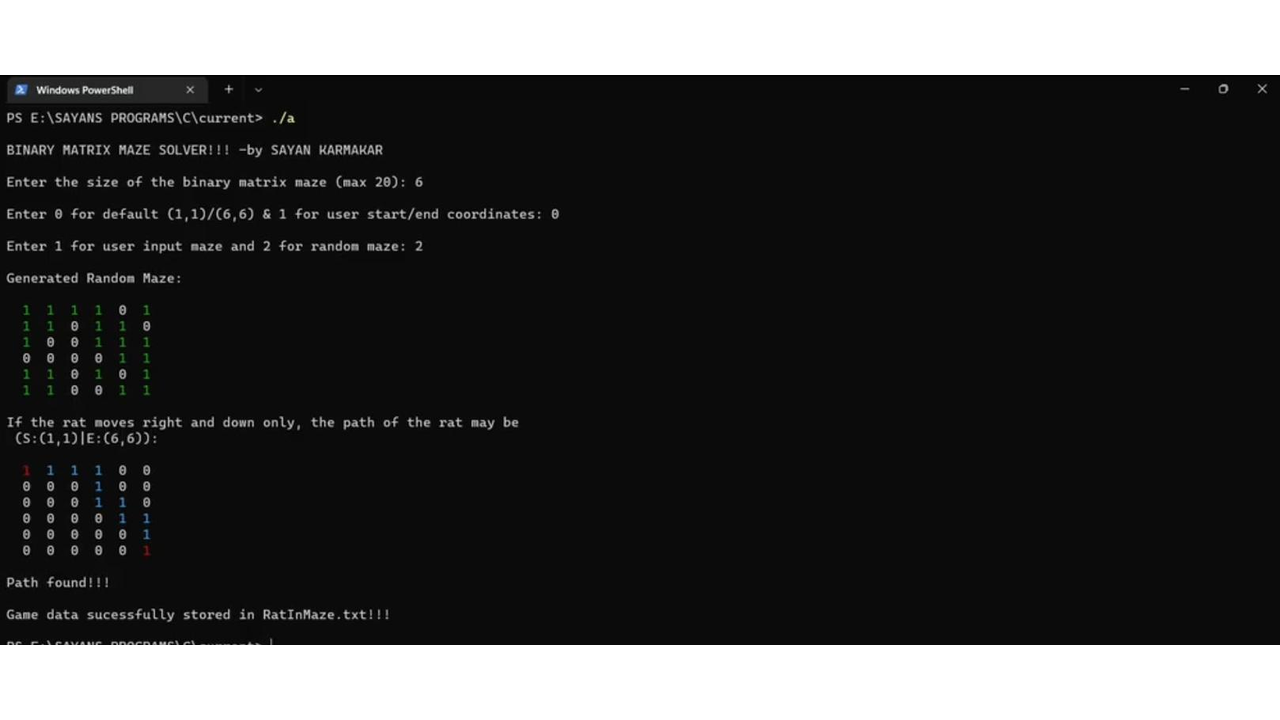 Windows PowerShell
PS E:\SAYANS PROGRAMS\C\current> ./a
BINARY MATRIX MAZE SOLVER!!! -by SAYAN KARMAKAR
Enter the size of the binary matrix maze (max 20): 6
Enter 0 for default (1,1)/(6,6) & 1 for user start/end coordinates: 0
Enter 1 for user input maze and 2 for random maze: 2
Generated Random Maze:
1 1 1 1 0 1
1 1 0 1 1 0
1 0 0 1 1 1
0 0 0 0 1 1
1 1 0 1 0 1
1 1 0 0 1 1
If the rat moves right and down only, the path of the rat may be
(S:(1,1)|E:(6,6)):
1 1 1 1 0 0
0 0 0 1 0 0
0 0 0 1 1 0
0 0 0 0 1 1
0 0 0 0 0 1
0 0 0 0 0 1
Path found!!!
Game data sucessfully stored in RatInMaze.txt!!!
PS E:\SAYANS PROGRAMS\C\current>